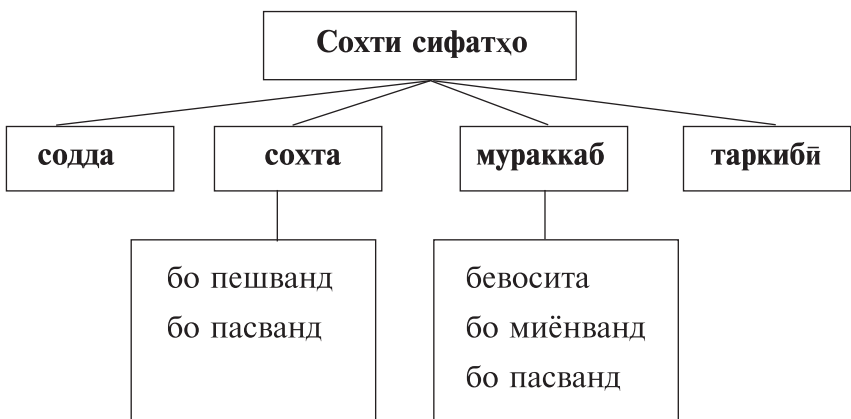 Сохти сифатҳо
содда
сохта
мураккаб
таркибӣ
бо пешванд
бо пасванд
бевосита
бо миёнванд
бо пасванд